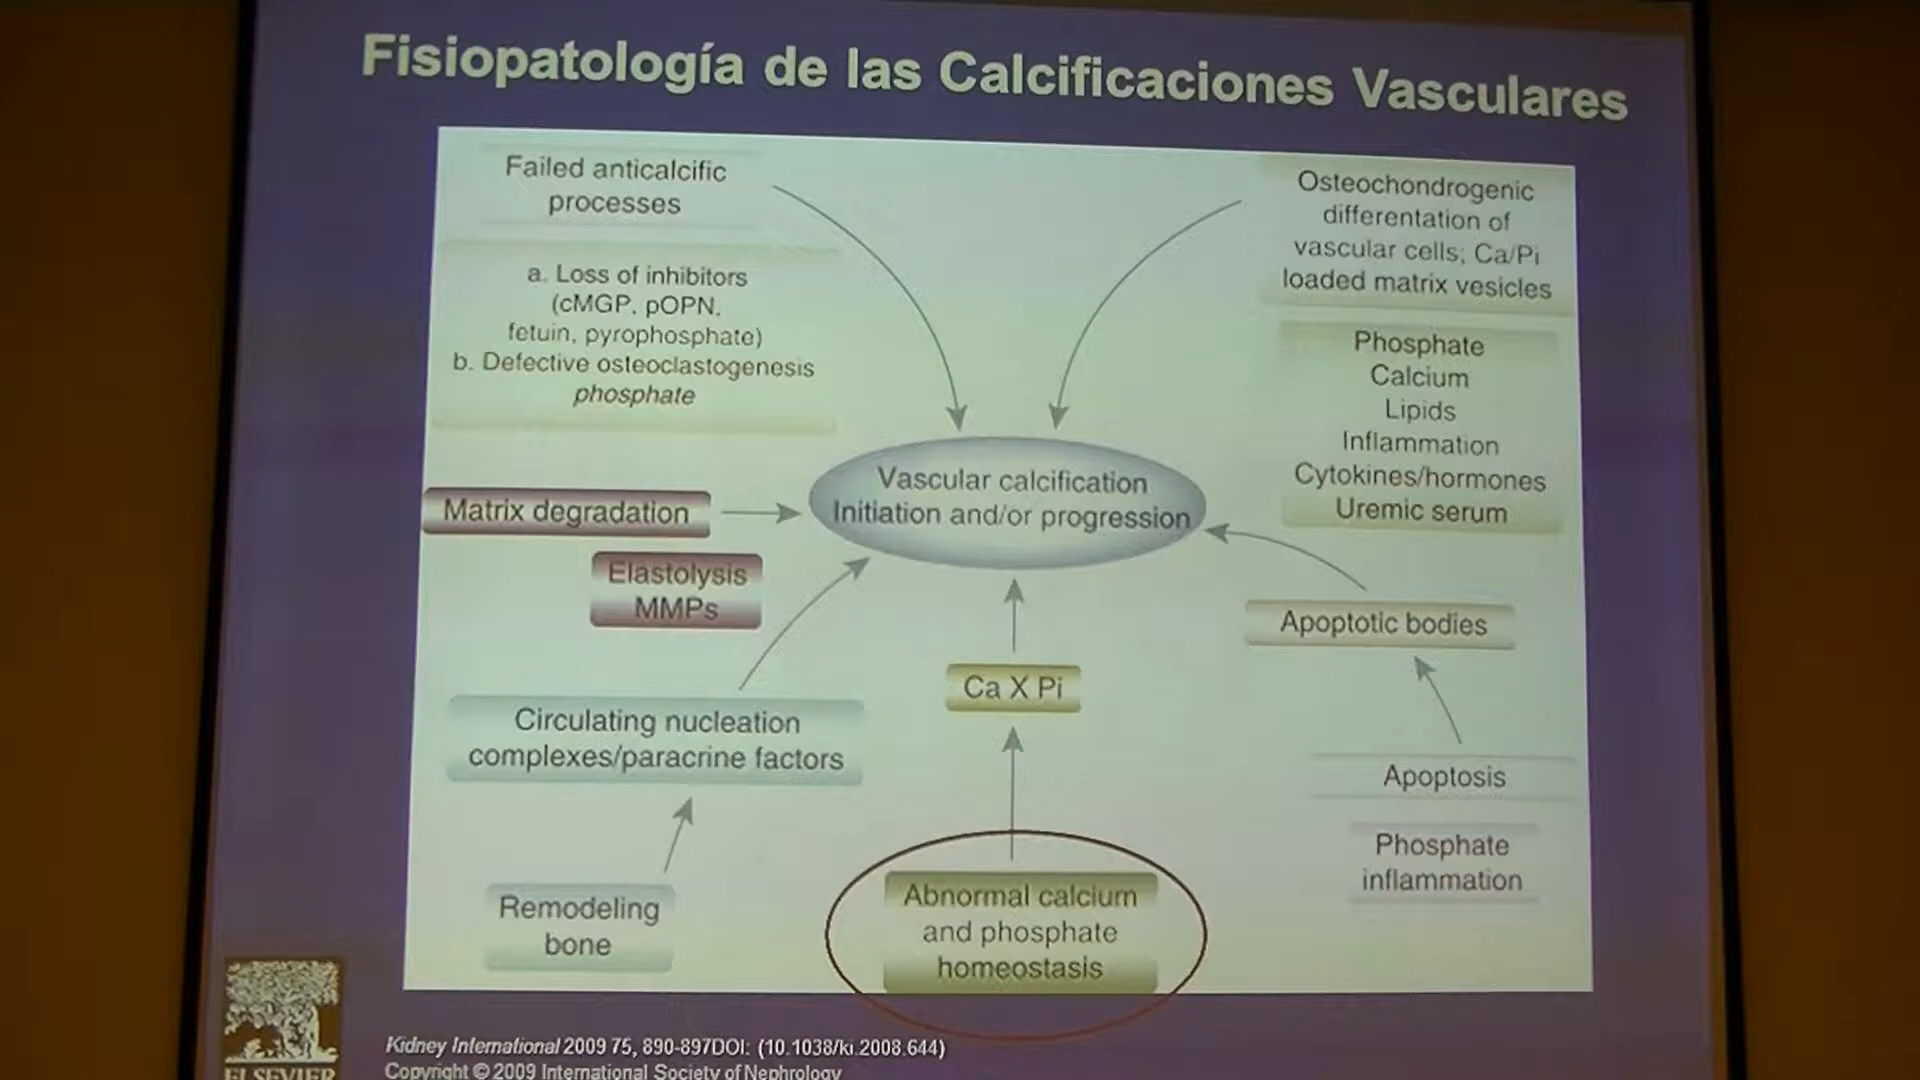 Fisiopatología de las Calcificaciones Vasculares
Failed anticalcific
processes
a. Loss of inhibitors
(cMGP, pOPN,
fetuin, pyrophosphate)
b. Defective osteoclastogenesis
phosphate
Osteochondrogenic
differentation of
vascular cells; Ca/Pi
loaded matrix vesicles
Phosphate
Calcium
Lipids
Inflammation
Cytokines/hormones
Uremic serum
Vascular calcification
Initiation and/or progression
Matrix degradation
Elastolysis
MMPs
Circulating nucleation
complexes/paracrine factors
Remodeling
bone
Ca X Pi
Abnormal calcium
and phosphate
homeostasis
Apoptotic bodies
Apoptosis
Phosphate
inflammation
Kidney International 2009 75, 890-897DOI: (10.1038/ki.2008.644)
Copyright © 2009 International Society of Nephrology
ELSEVIER